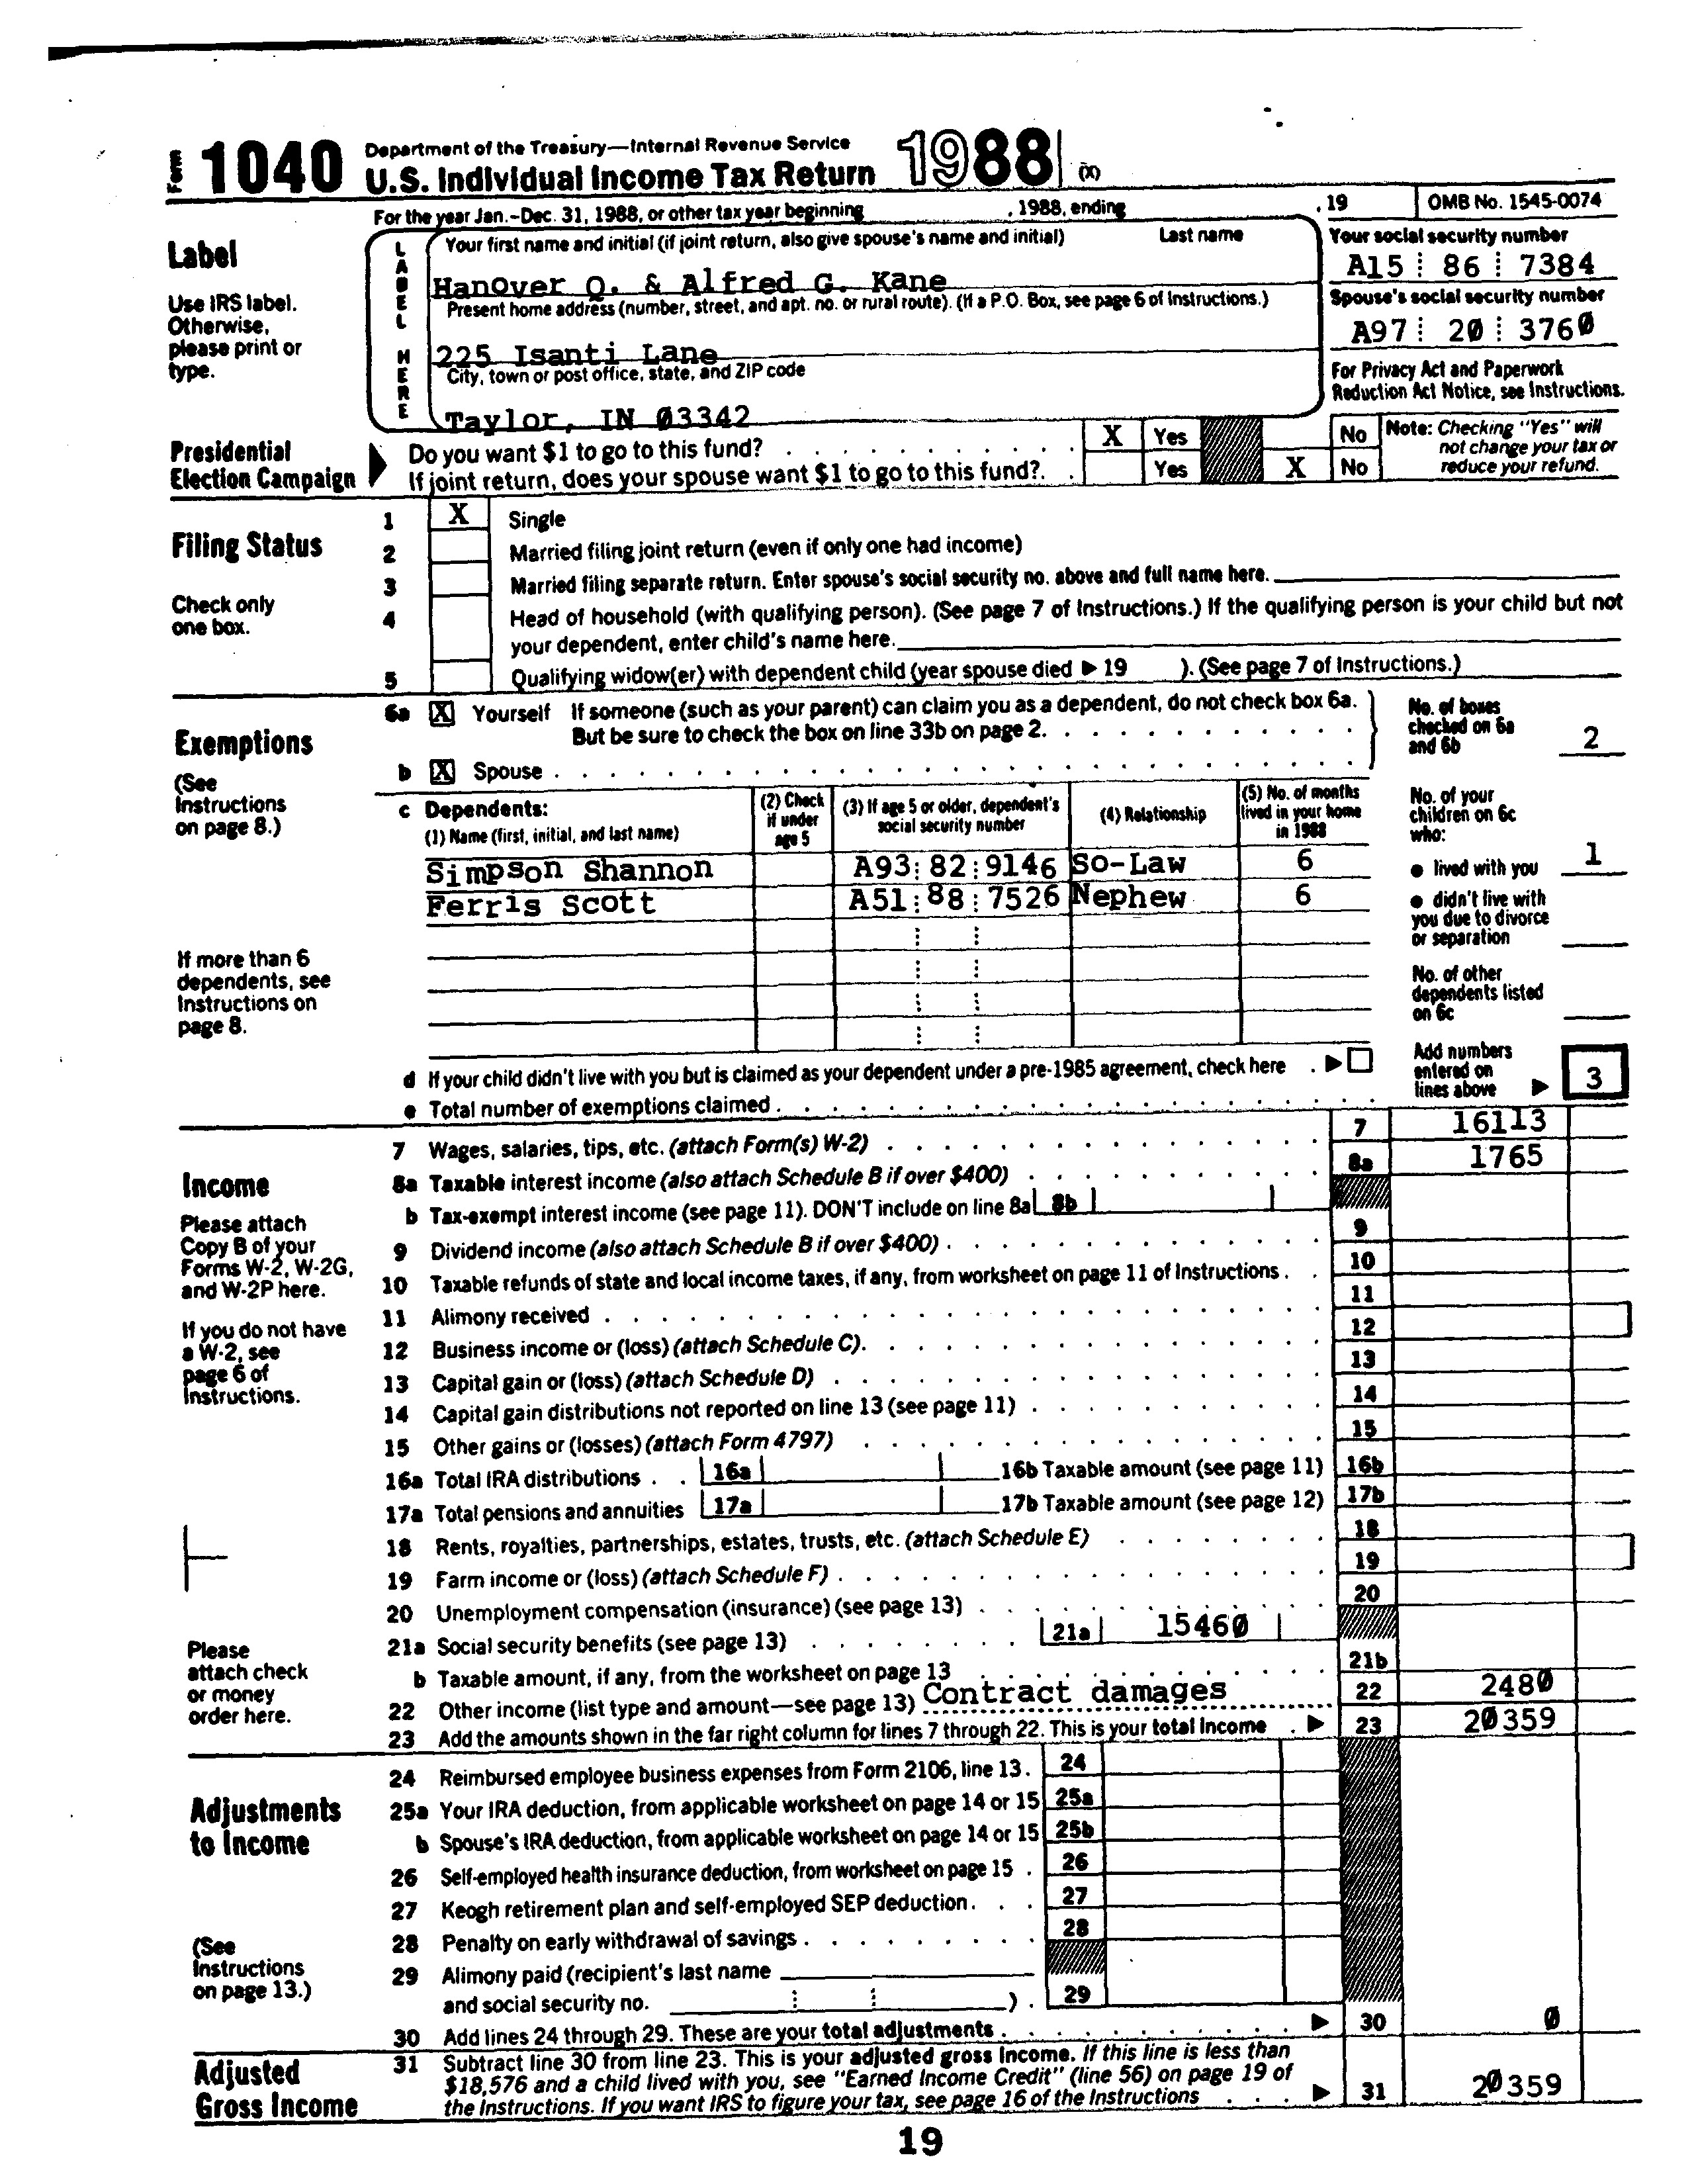 Form 1040 Department of the Treasury—Internal Revenue Service
U.S. Individual Income Tax Return 1988 (X)
For the year Jan.-Dec. 31, 1988, or other tax year beginning , 1988, ending , 19 OMB No. 1545-0074
Label
Use IRS label. Otherwise, please print or type.
LABEL HERE
Your first name and initial (if joint return, also give spouse's name and initial) Last name
Hanover Q. & Alfred G. Kane
Your social security number
A15 86 7384
Present home address (number, street, and apt. no. or rural route). (If a P.O. Box, see page 6 of Instructions.)
225 Isanti Lane
Spouse's social security number
A97 20 3760
City, town or post office, state, and ZIP code
Taylor, IN 03342
For Privacy Act and Paperwork Reduction Act Notice, see Instructions.
Presidential Election Campaign
Do you want $1 to go to this fund? X Yes No
If joint return, does your spouse want $1 to go to this fund? Yes X No
Note: Checking "Yes" will not change your tax or reduce your refund.
Filing Status
Check only one box.
1 X Single
2 Married filing joint return (even if only one had income)
3 Married filing separate return. Enter spouse's social security no. above and full name here.
4 Head of household (with qualifying person). (See page 7 of Instructions.) If the qualifying person is your child but not
your dependent, enter child's name here.
5 Qualifying widow(er) with dependent child (year spouse died ▶ 19 ). (See page 7 of Instructions.)
Exemptions
(See Instructions on page 8.)
6a X Yourself If someone (such as your parent) can claim you as a dependent, do not check box 6a.
But be sure to check the box on line 33b on page 2.
b X Spouse
No. of boxes checked on 6a and 6b 2
c Dependents:
(1) Name (first, initial, and last name)
(2) Check if under age 5
(3) If age 5 or older, dependent's social security number
(4) Relationship
(5) No. of months lived in your home in 1988
Simpson Shannon A93 82 9146 So-Law 6
Ferris Scott A51 88 7526 Nephew 6
No. of your children on 6c who:
● lived with you 1
● didn't live with you due to divorce or separation
No. of other dependents listed on 6c
If more than 6 dependents, see Instructions on page 8.
d If your child didn't live with you but is claimed as your dependent under a pre-1985 agreement, check here . ▶
e Total number of exemptions claimed
Add numbers entered on lines above ▶ 3
Income
Please attach Copy B of your Forms W-2, W-2G, and W-2P here.
If you do not have a W-2, see page 6 of Instructions.
Please attach check or money order here.
7 Wages, salaries, tips, etc. (attach Form(s) W-2) 7 16113
8a Taxable interest income (also attach Schedule B if over $400) 8a 1765
b Tax-exempt interest income (see page 11). DON'T include on line 8a 8b
9 Dividend income (also attach Schedule B if over $400) 9
10 Taxable refunds of state and local income taxes, if any, from worksheet on page 11 of Instructions 10
11 Alimony received 11
12 Business income or (loss) (attach Schedule C) 12
13 Capital gain or (loss) (attach Schedule D) 13
14 Capital gain distributions not reported on line 13 (see page 11) 14
15 Other gains or (losses) (attach Form 4797) 15
16a Total IRA distributions 16a 16b Taxable amount (see page 11) 16b
17a Total pensions and annuities 17a 17b Taxable amount (see page 12) 17b
18 Rents, royalties, partnerships, estates, trusts, etc. (attach Schedule E) 18
19 Farm income or (loss) (attach Schedule F) 19
20 Unemployment compensation (insurance) (see page 13) 20
21a Social security benefits (see page 13) 21a 15460
b Taxable amount, if any, from the worksheet on page 13 21b
22 Other income (list type and amount—see page 13) Contract damages 22 2480
23 Add the amounts shown in the far right column for lines 7 through 22. This is your total income ▶ 23 20359
Adjustments to Income
(See Instructions on page 13.)
24 Reimbursed employee business expenses from Form 2106, line 13. 24
25a Your IRA deduction, from applicable worksheet on page 14 or 15 25a
b Spouse's IRA deduction, from applicable worksheet on page 14 or 15 25b
26 Self-employed health insurance deduction, from worksheet on page 15 26
27 Keogh retirement plan and self-employed SEP deduction 27
28 Penalty on early withdrawal of savings 28
29 Alimony paid (recipient's last name
and social security no. ) . 29
30 Add lines 24 through 29. These are your total adjustments ▶ 30 0
Adjusted Gross Income
31 Subtract line 30 from line 23. This is your adjusted gross income. If this line is less than
$18,576 and a child lived with you, see "Earned Income Credit" (line 56) on page 19 of
the Instructions. If you want IRS to figure your tax, see page 16 of the Instructions ▶ 31 20359
19